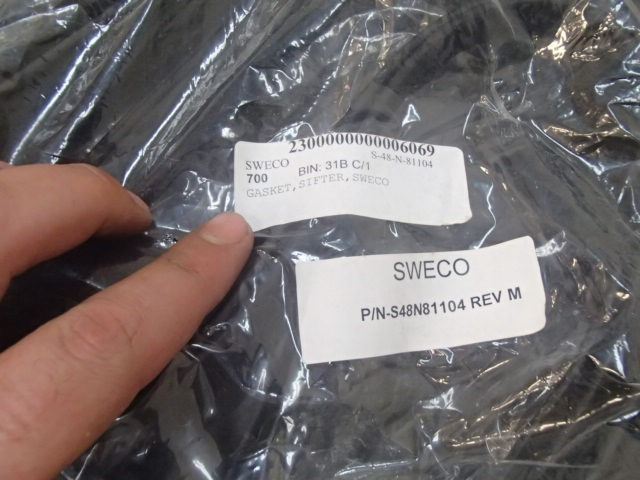 2300000000006069
SWECO S-48-N-81104
700 BIN: 31B C/1
GASKET,SIFTER,SWECO
SWECO
P/N-S48N81104 REV M